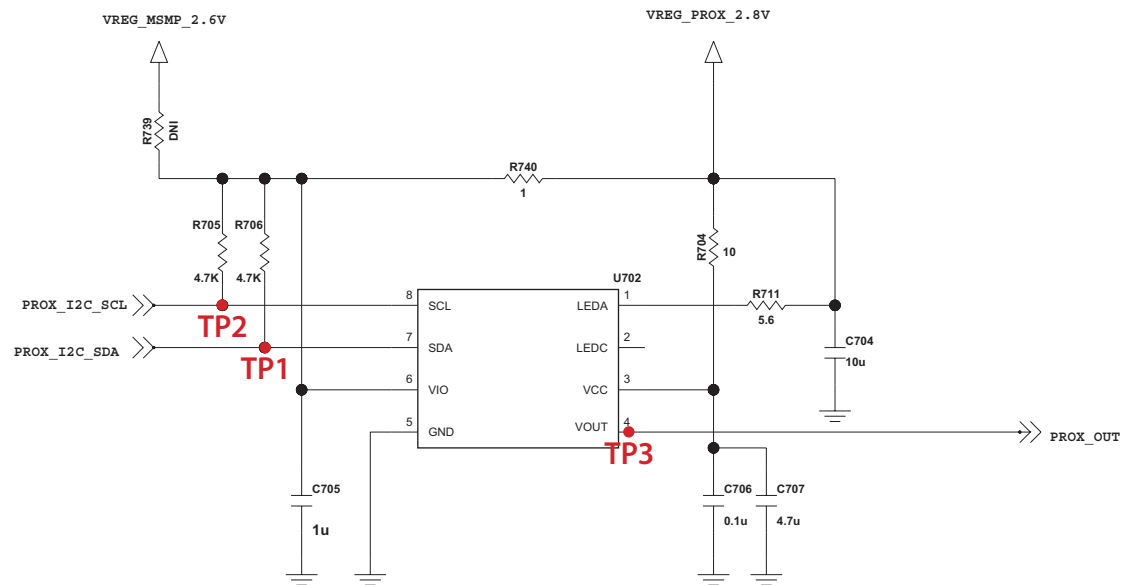 VREG_MSMP_2.6V
VREG_PROX_2.8V
R739
DNI
R740
1
R705
R706
4.7K
4.7K
R704
10
U702
PROX_I2C_SCL
TP2
8
SCL
LEDA
1
R711
5.6
PROX_I2C_SDA
TP1
7
SDA
LEDC
2
C704
10u
6
VIO
VCC
3
5
GND
VOUT
4
TP3
PROX_OUT
C705
1u
C706
0.1u
C707
4.7u